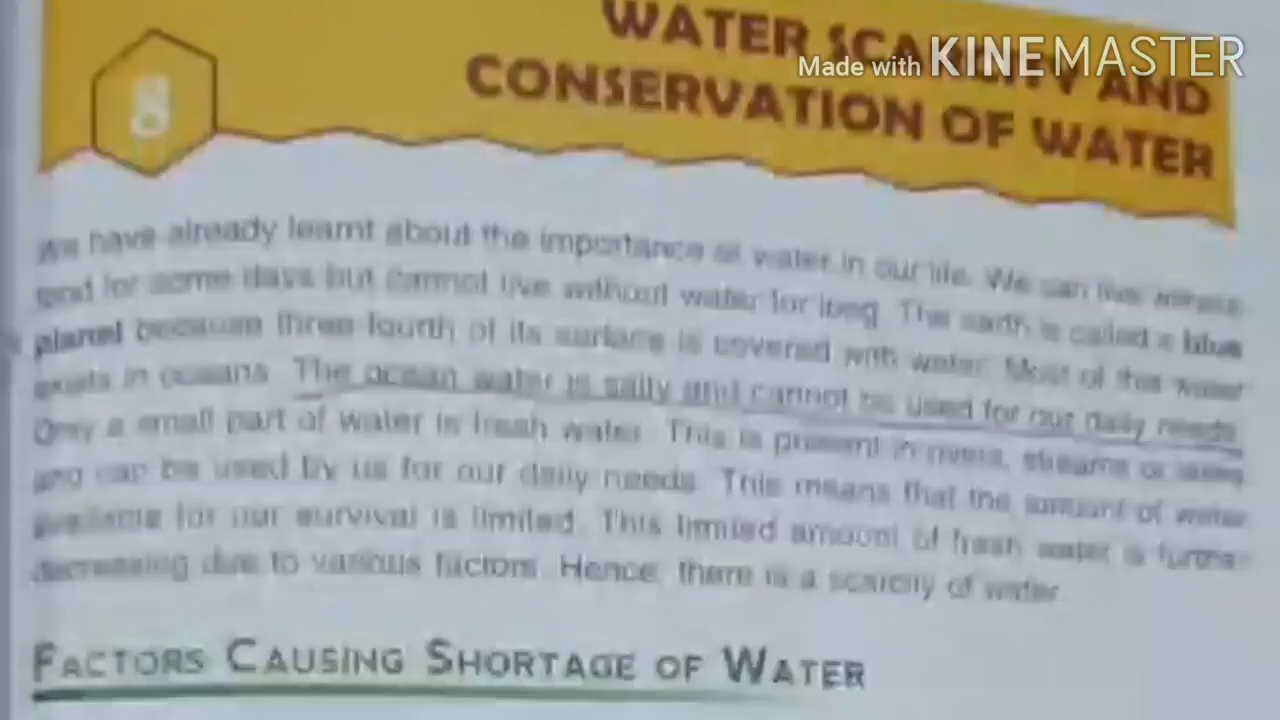 WATER SCARCITY AND
Made with KINEMASTER
CONSERVATION OF WATER
8
We have already learnt about the importance of water in our life. We can live without
food for some days but cannot live without water for long. The earth is called a blue
planet because three-fourth of its surface is covered with water. Most of this water
exists in oceans. The ocean water is salty and cannot be used for our daily needs.
Only a small part of water is fresh water. This is present in rivers, streams or lakes
and can be used by us for our daily needs. This means that the amount of water
available for our survival is limited. This limited amount of fresh water is further
decreasing due to various factors. Hence, there is a scarcity of water.
FACTORS CAUSING SHORTAGE OF WATER